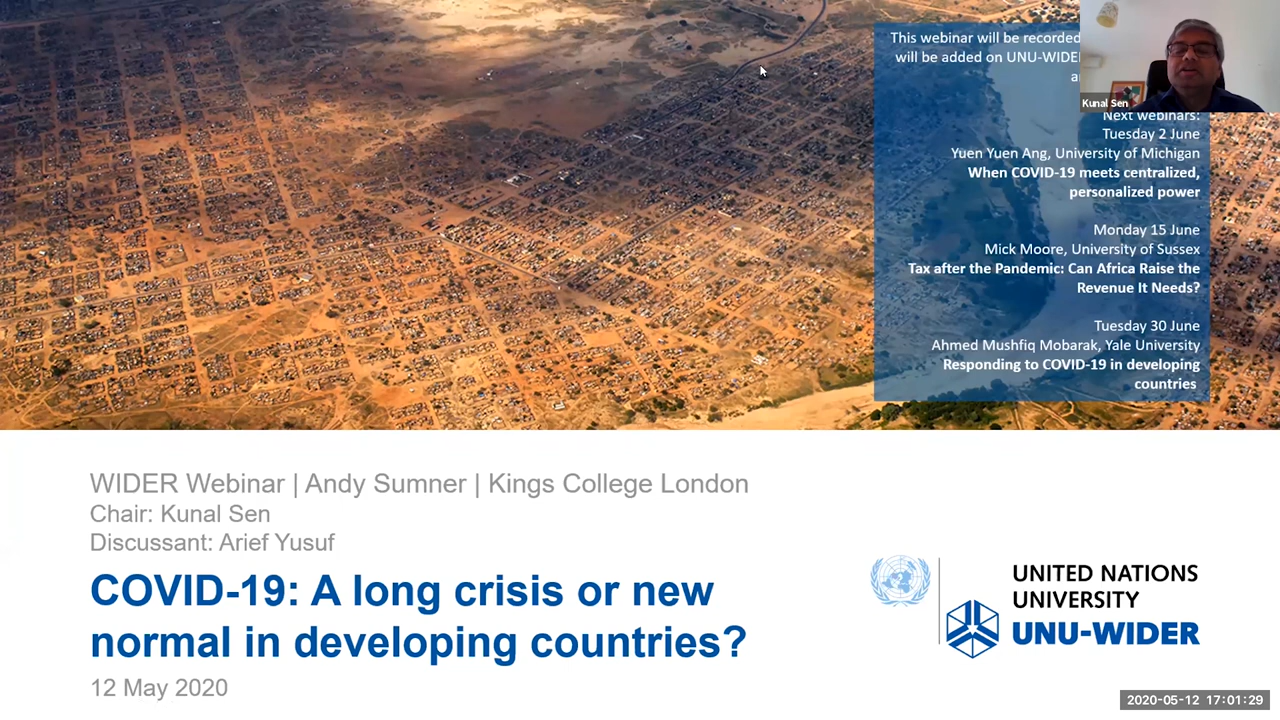 This webinar will be recorded
will be added on UNU-WIDE
a
Kunal Sen
Next webinars:
Tuesday 2 June
Yuen Yuen Ang, University of Michigan
When COVID-19 meets centralized,
personalized power
Monday 15 June
Mick Moore, University of Sussex
Tax after the Pandemic: Can Africa Raise the
Revenue It Needs?
Tuesday 30 June
Ahmed Mushfiq Mobarak, Yale University
Responding to COVID-19 in developing
countries
WIDER Webinar | Andy Sumner | Kings College London
Chair: Kunal Sen
Discussant: Arief Yusuf
COVID-19: A long crisis or new
normal in developing countries?
12 May 2020
UNITED NATIONS
UNIVERSITY
UNU-WIDER
2020-05-12 17:01:29